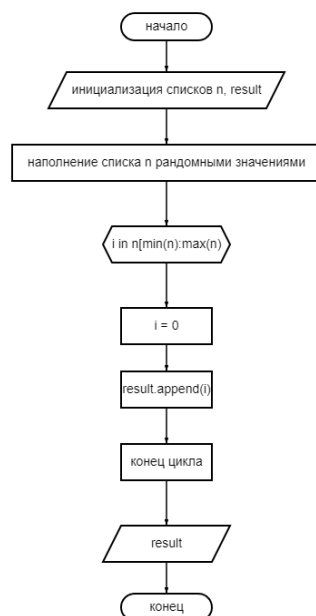 начало
инициализация списков n, result
наполнение списка n рандомными значениями
i in n[min(n):max(n)
i = 0
result.append(i)
конец цикла
result
конец